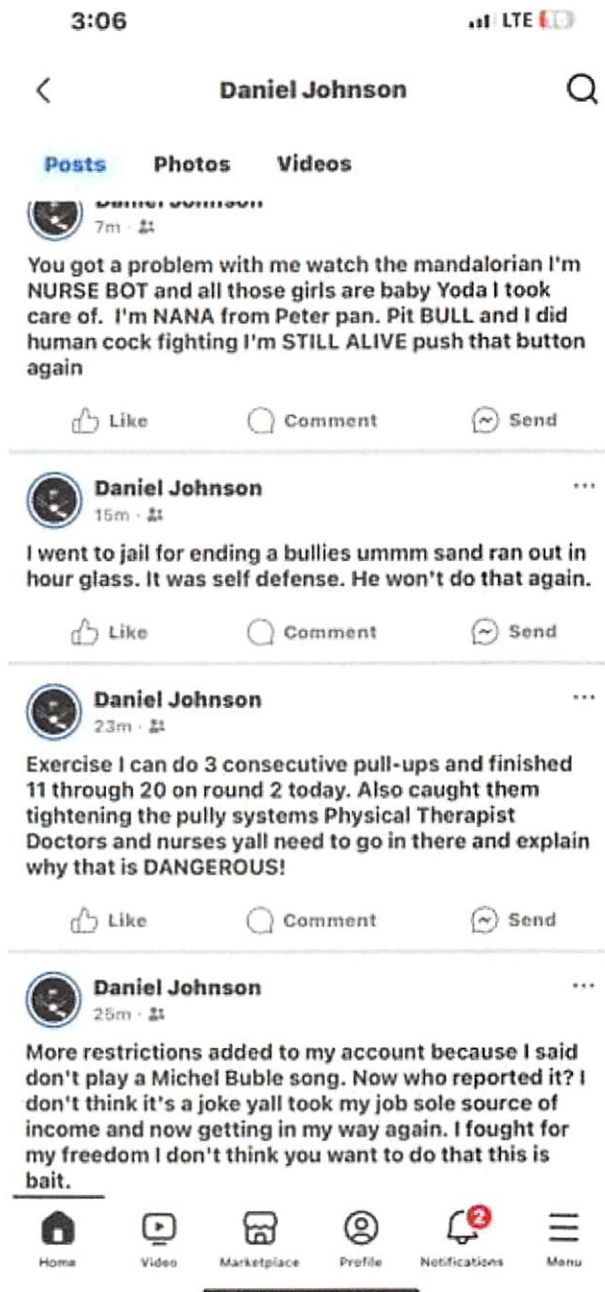 3:06 LTE
Daniel Johnson
Posts Photos Videos
Daniel Johnson
7m
You got a problem with me watch the mandalorian I'm
NURSE BOT and all those girls are baby Yoda I took
care of. I'm NANA from Peter pan. Pit BULL and I did
human cock fighting I'm STILL ALIVE push that button
again
Like Comment Send
Daniel Johnson
15m
I went to jail for ending a bullies ummm sand ran out in
hour glass. It was self defense. He won't do that again.
Like Comment Send
Daniel Johnson
23m
Exercise I can do 3 consecutive pull-ups and finished
11 through 20 on round 2 today. Also caught them
tightening the pully systems Physical Therapist
Doctors and nurses yall need to go in there and explain
why that is DANGEROUS!
Like Comment Send
Daniel Johnson
25m
More restrictions added to my account because I said
don't play a Michel Buble song. Now who reported it? I
don't think it's a joke yall took my job sole source of
income and now getting in my way again. I fought for
my freedom I don't think you want to do that this is
bait.
2
Home Video Marketplace Profile Notifications Menu